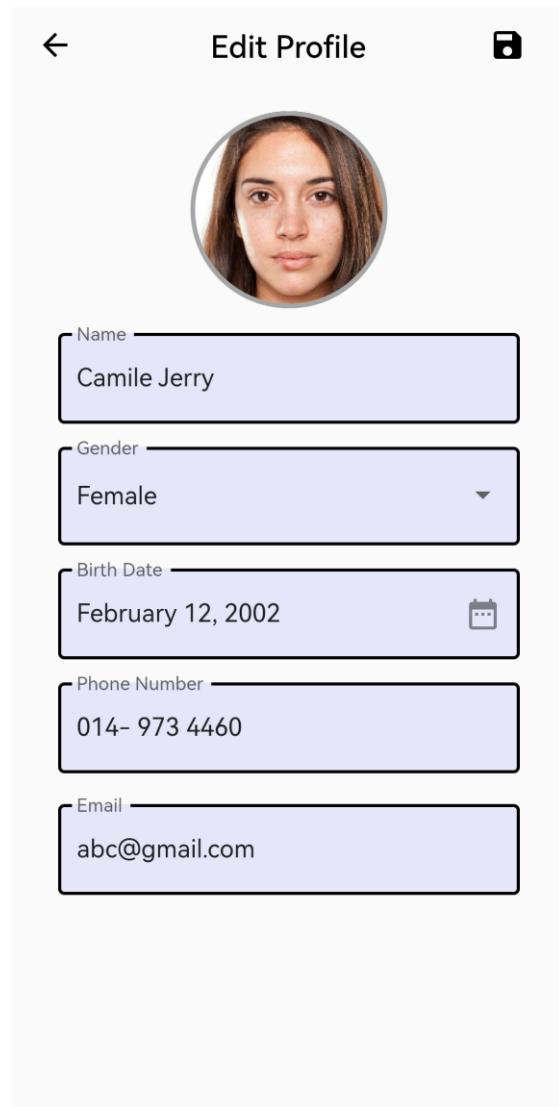 Edit Profile
Name
Camile Jerry
Gender
Female
Birth Date
February 12, 2002
Phone Number
014- 973 4460
Email
abc@gmail.com